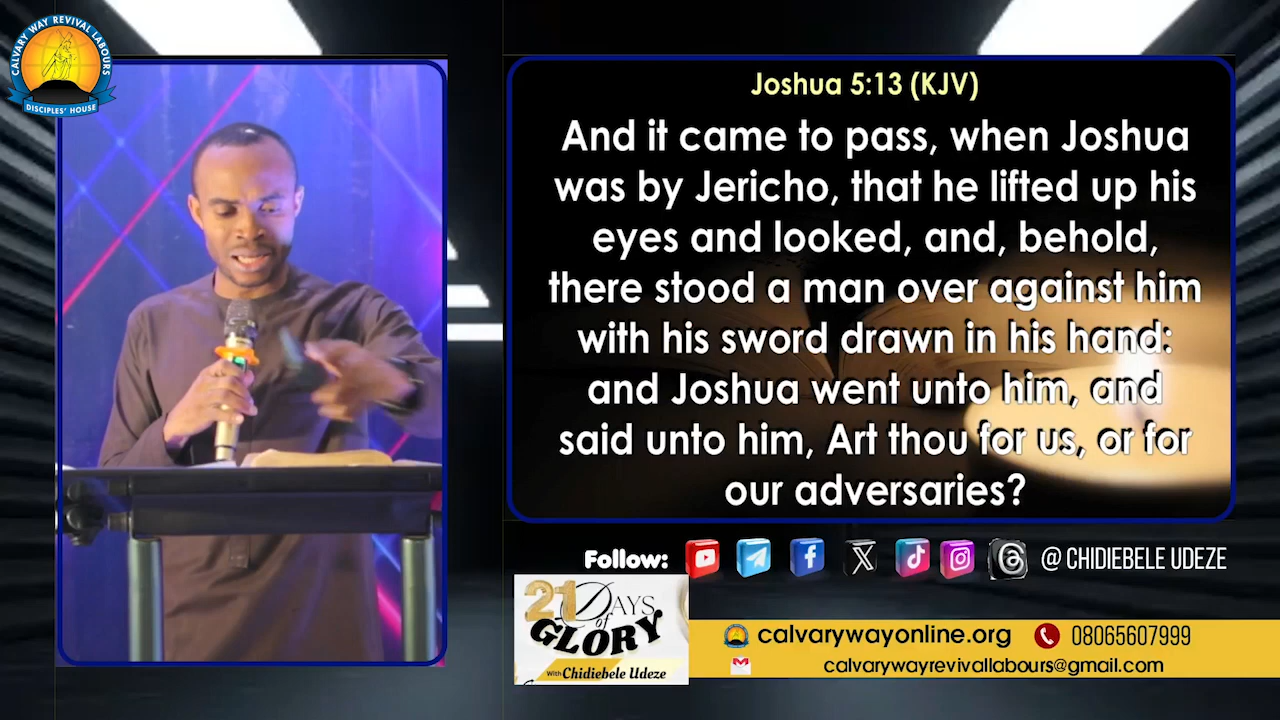 CALVARY WAY REVIVAL LABOURS
DISCIPLES' HOUSE
Joshua 5:13 (KJV)
And it came to pass, when Joshua
was by Jericho, that he lifted up his
eyes and looked, and, behold,
there stood a man over against him
with his sword drawn in his hand:
and Joshua went unto him, and
said unto him, Art thou for us, or for
our adversaries?
Follow:
@ CHIDIEBELE UDEZE
21 DAYS
of
GLORY
With Chidiebele Udeze
calvarywayonline.org
08065607999
calvarywayrevivallabours@gmail.com